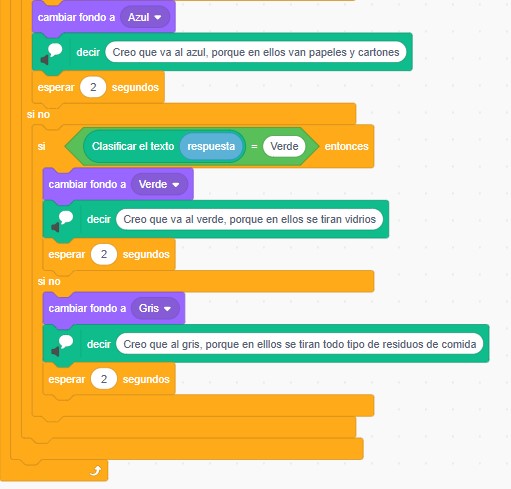 cambiar fondo a Azul
decir Creo que va al azul, porque en ellos van papeles y cartones
esperar 2 segundos
si no
si Clasificar el texto respuesta = Verde entonces
cambiar fondo a Verde
decir Creo que va al verde, porque en ellos se tiran vidrios
esperar 2 segundos
si no
cambiar fondo a Gris
decir Creo que al gris, porque en elllos se tiran todo tipo de residuos de comida
esperar 2 segundos